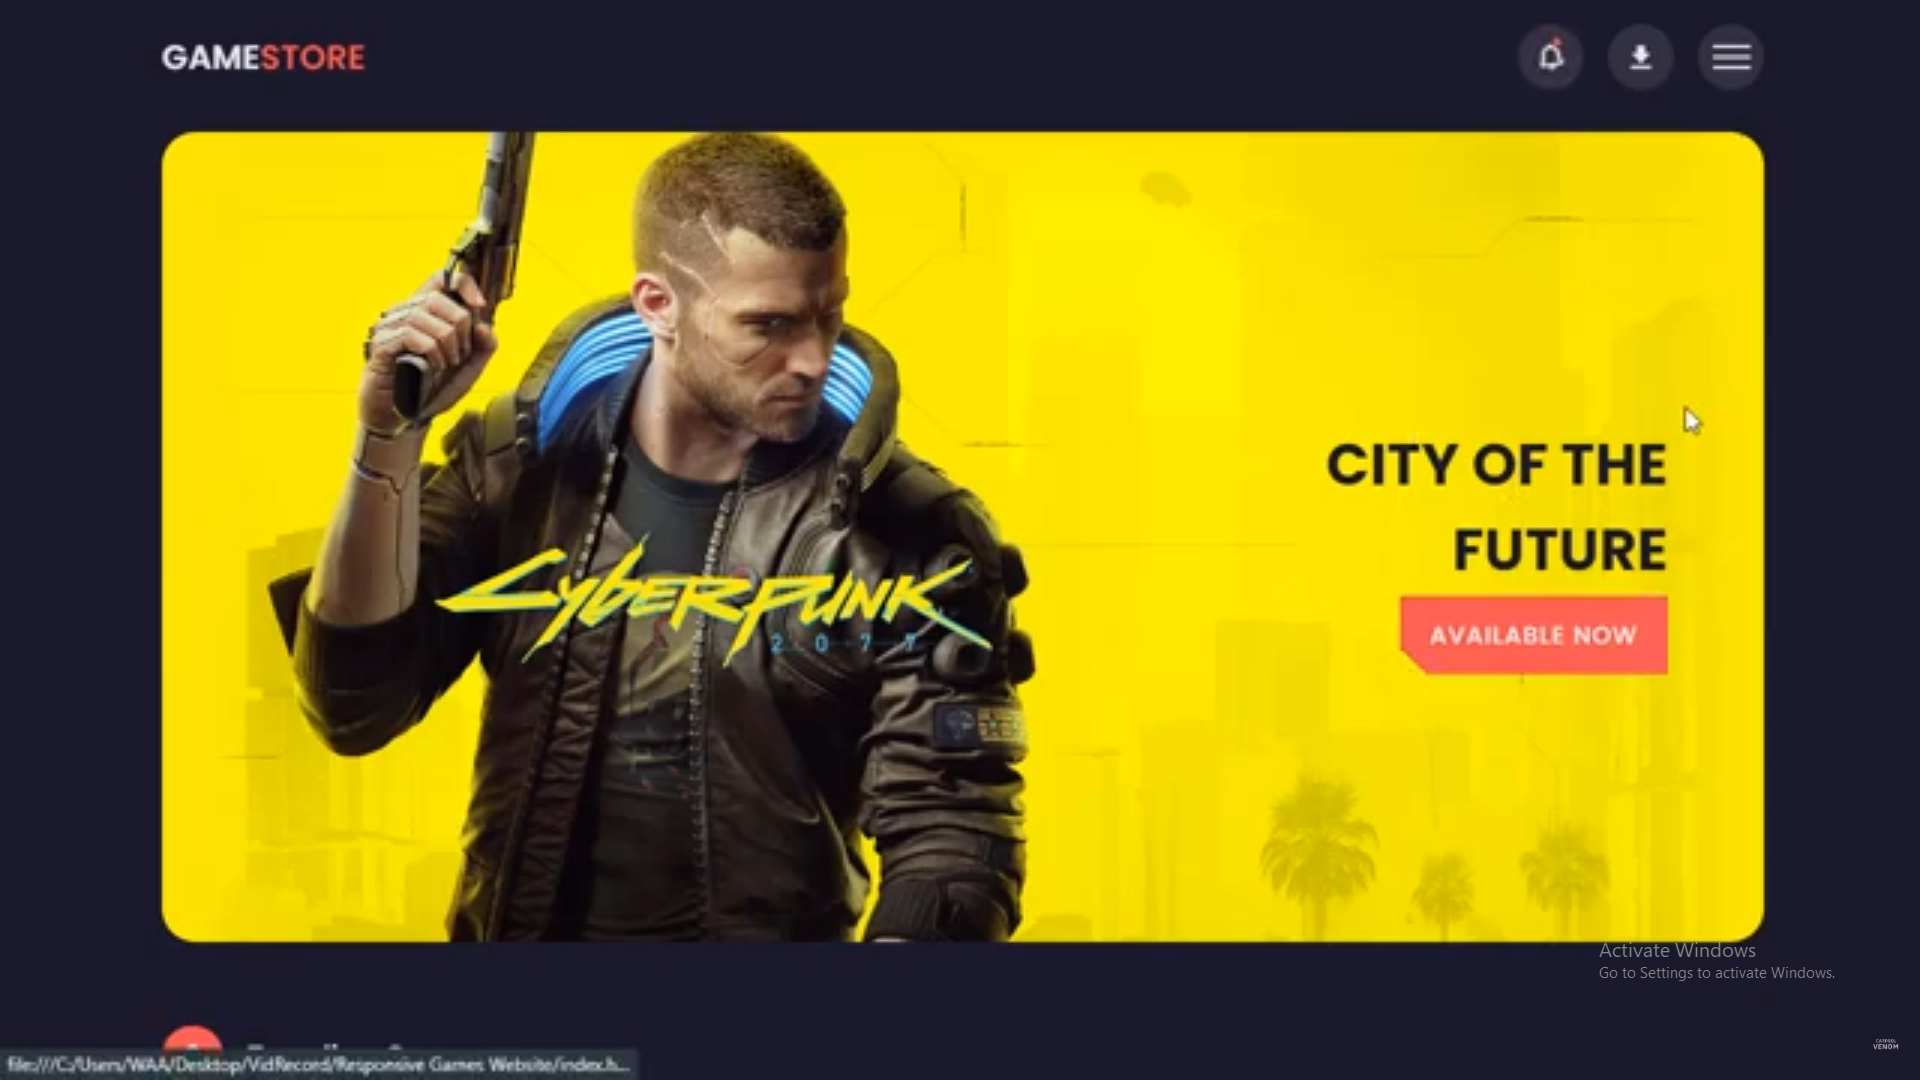 GAMESTORE
CITY OF THE
FUTURE
CYBERPUNK
2077
AVAILABLE NOW
Activate Windows
Go to Settings to activate Windows.
VENOM
file:///C:/Users/WAA/Desktop/VidRecord/Responsive Games Website/index.h...